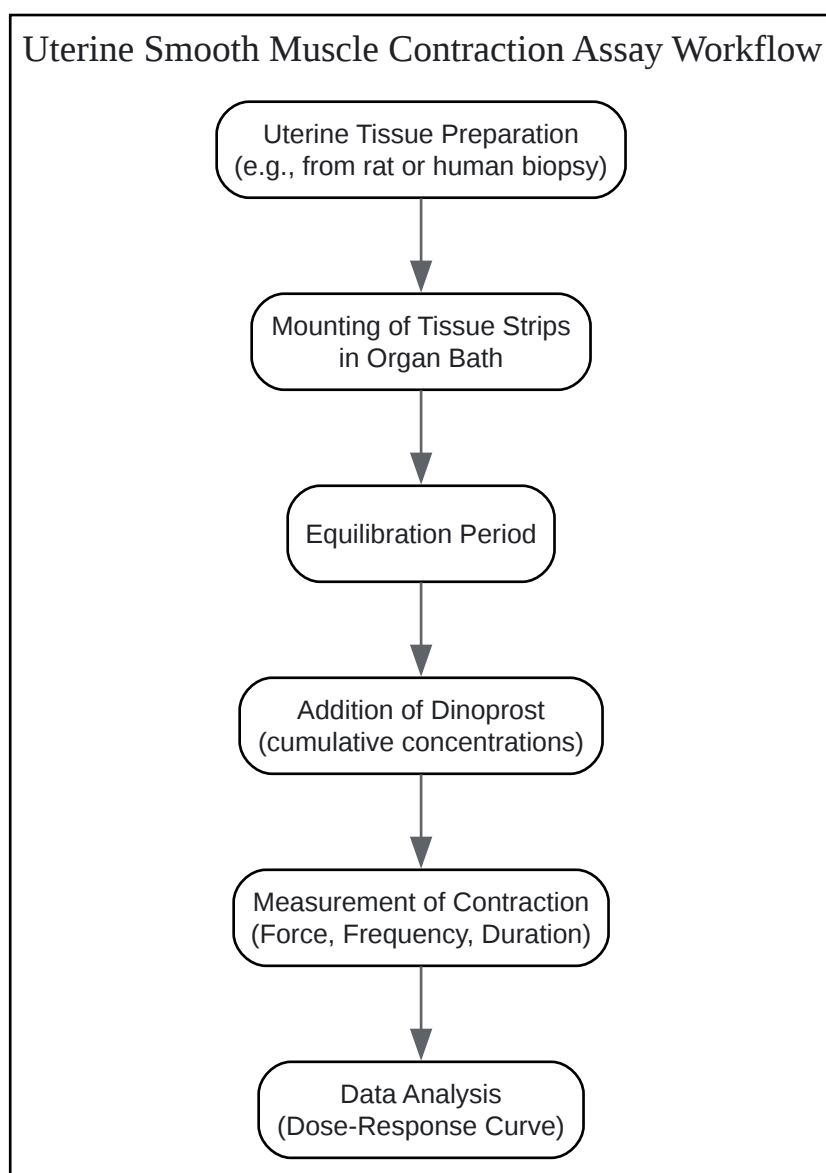 Uterine Smooth Muscle Contraction Assay Workflow
Uterine Tissue Preparation
(e.g., from rat or human biopsy)
Mounting of Tissue Strips
in Organ Bath
Equilibration Period
Addition of Dinoprost
(cumulative concentrations)
Measurement of Contraction
(Force, Frequency, Duration)
Data Analysis
(Dose-Response Curve)